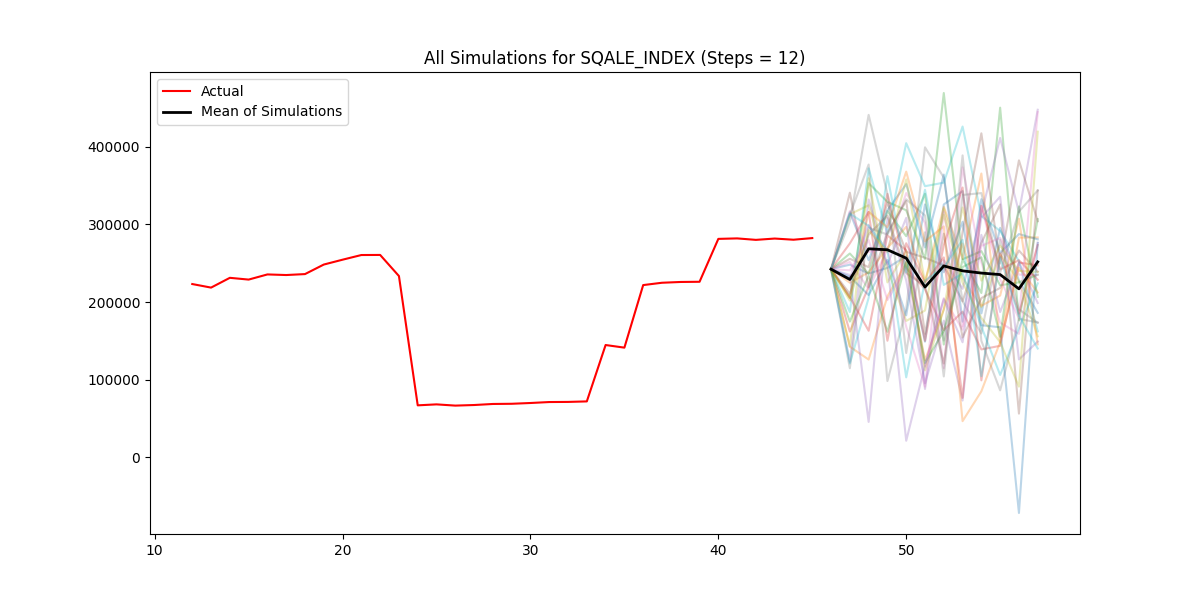 All Simulations for SQALE_INDEX (Steps = 12)
Actual
Mean of Simulations
400000
300000
200000
100000
0
10 20 30 40 50